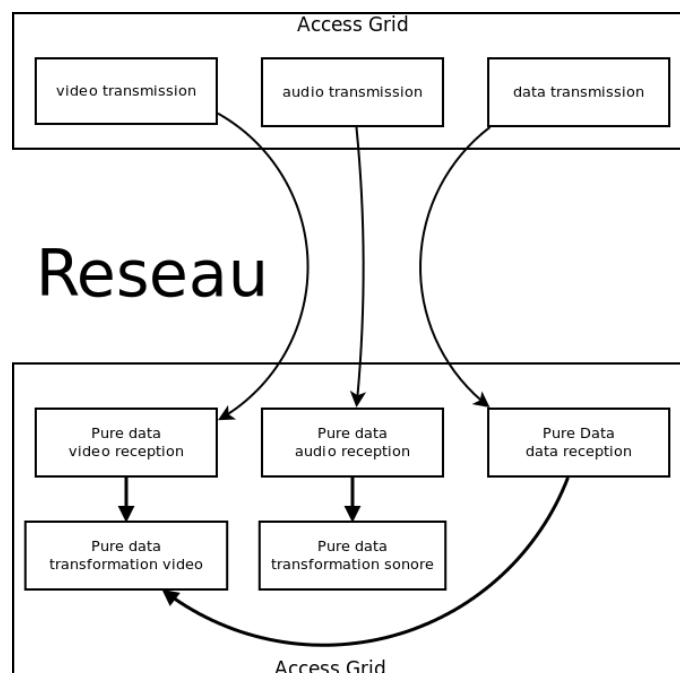 Access Grid
video transmission
audio transmission
data transmission
Reseau
Pure data
video reception
Pure data
audio reception
Pure Data
data reception
Pure data
transformation video
Pure data
transformation sonore
Access Grid